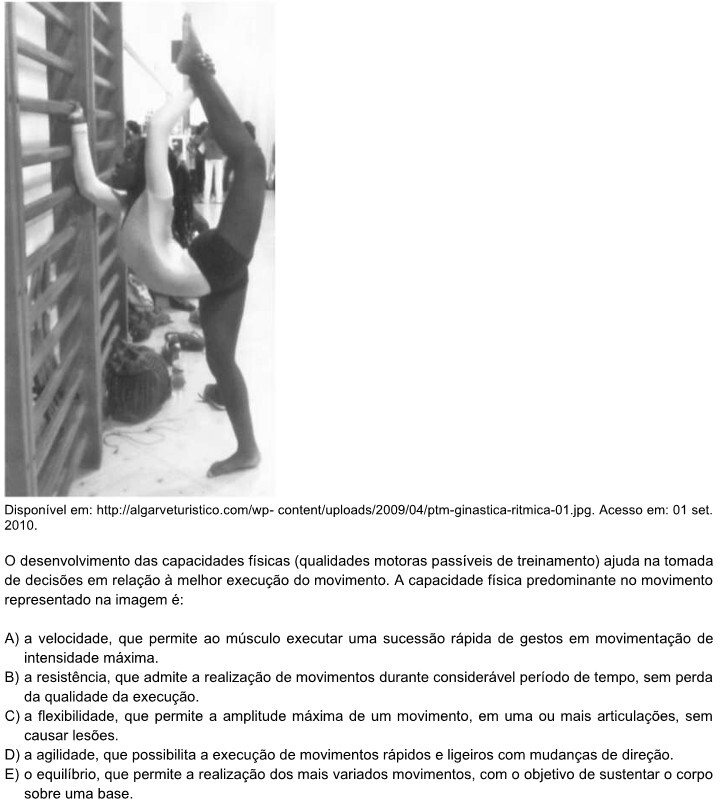 Disponível em: http://algarveturistico.com/wp- content/uploads/2009/04/ptm-ginastica-ritmica-01.jpg. Acesso em: 01 set.
2010.
O desenvolvimento das capacidades físicas (qualidades motoras passíveis de treinamento) ajuda na tomada
de decisões em relação à melhor execução do movimento. A capacidade física predominante no movimento
representado na imagem é:
A) a velocidade, que permite ao músculo executar uma sucessão rápida de gestos em movimentação de
intensidade máxima.
B) a resistência, que admite a realização de movimentos durante considerável período de tempo, sem perda
da qualidade da execução.
C) a flexibilidade, que permite a amplitude máxima de um movimento, em uma ou mais articulações, sem
causar lesões.
D) a agilidade, que possibilita a execução de movimentos rápidos e ligeiros com mudanças de direção.
E) o equilíbrio, que permite a realização dos mais variados movimentos, com o objetivo de sustentar o corpo
sobre uma base.